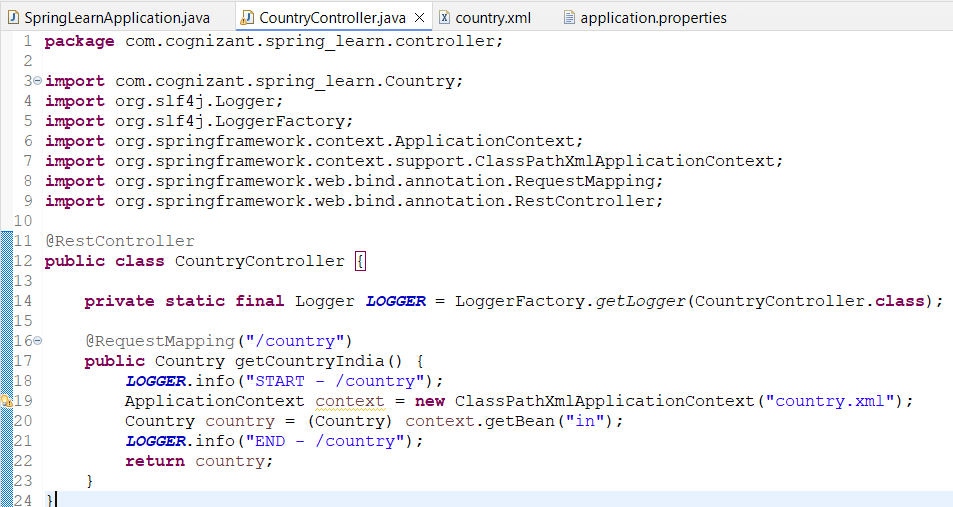 SpringLearnApplication.java CountryController.java country.xml application.properties
1 package com.cognizant.spring_learn.controller;
2
3 import com.cognizant.spring_learn.Country;
4 import org.slf4j.Logger;
5 import org.slf4j.LoggerFactory;
6 import org.springframework.context.ApplicationContext;
7 import org.springframework.context.support.ClassPathXmlApplicationContext;
8 import org.springframework.web.bind.annotation.RequestMapping;
9 import org.springframework.web.bind.annotation.RestController;
10
11 @RestController
12 public class CountryController {
13
14     private static final Logger LOGGER = LoggerFactory.getLogger(CountryController.class);
15
16     @RequestMapping("/country")
17     public Country getCountryIndia() {
18         LOGGER.info("START - /country");
19         ApplicationContext context = new ClassPathXmlApplicationContext("country.xml");
20         Country country = (Country) context.getBean("in");
21         LOGGER.info("END - /country");
22         return country;
23     }
24 }